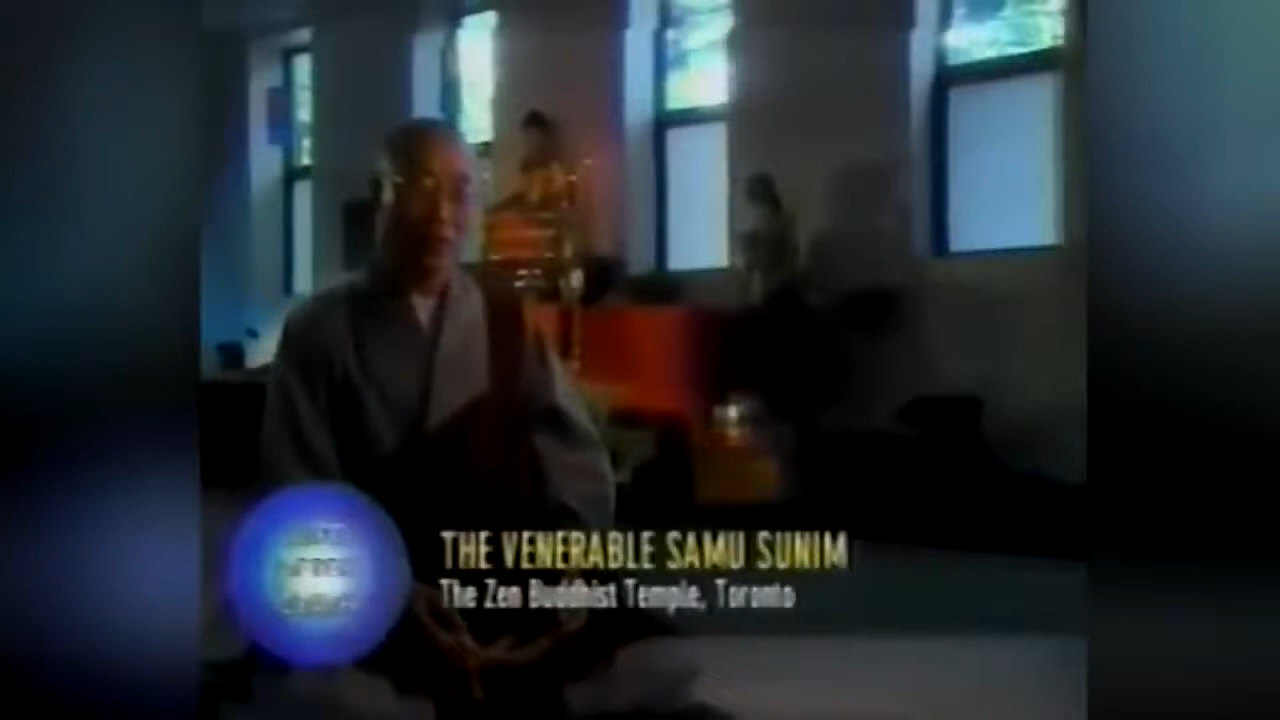 THE VENERABLE SAMU SUNIM
The Zen Buddhist Temple, Toronto